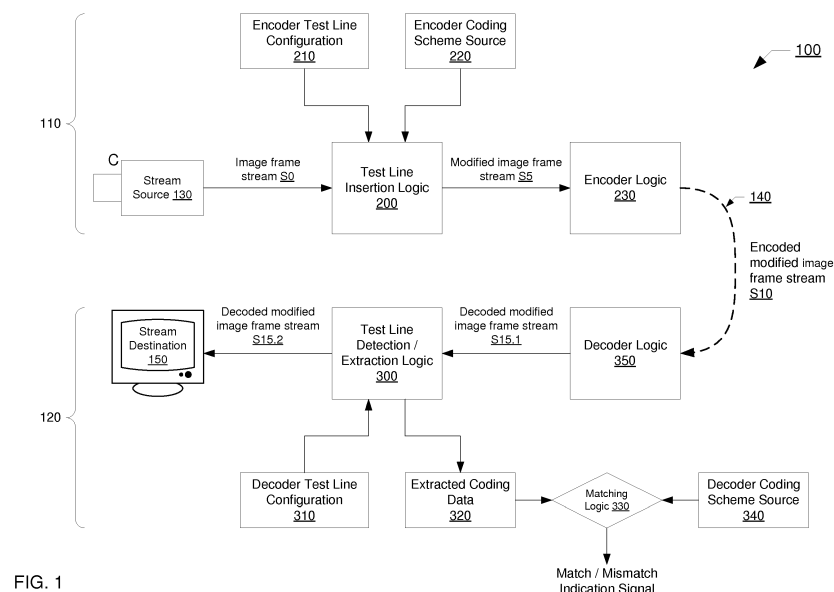 Encoder Test Line
Configuration
210
Encoder Coding
Scheme Source
220
100
110
C
Stream
Source 130
Image frame
stream S0
Test Line
Insertion Logic
200
Modified image frame
stream S5
Encoder Logic
230
140
Encoded
modified image
frame stream
S10
120
Stream
Destination
150
Decoded modified
image frame stream
S15.2
Test Line
Detection /
Extraction Logic
300
Decoded modified
image frame stream
S15.1
Decoder Logic
350
Decoder Test Line
Configuration
310
Extracted Coding
Data
320
Matching
Logic 330
Decoder Coding
Scheme Source
340
Match / Mismatch
Indication Signal
FIG. 1